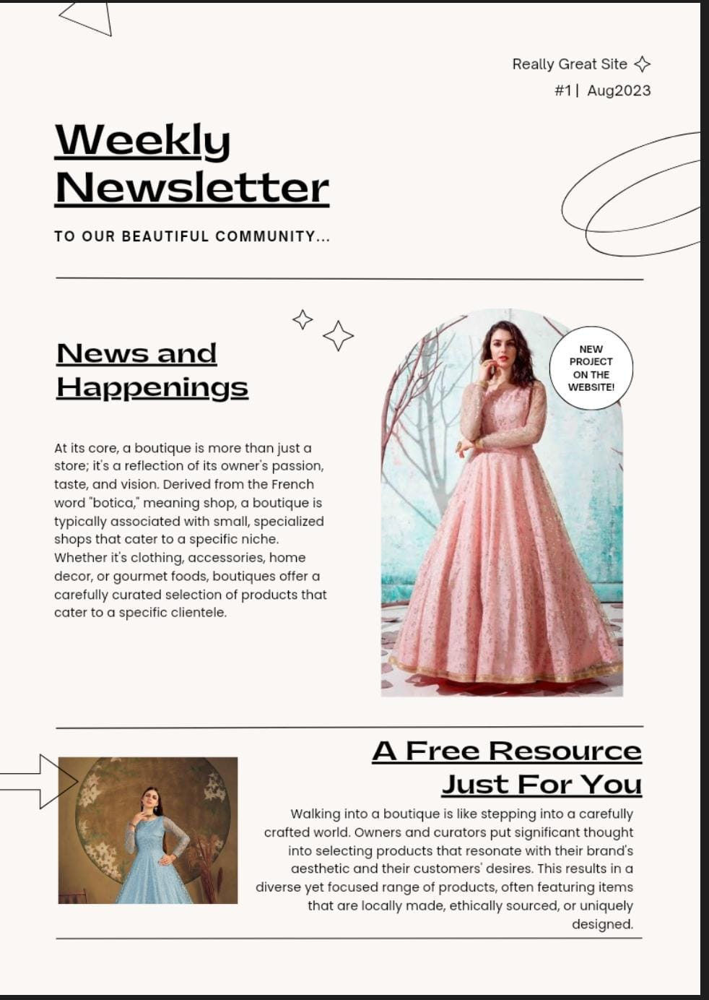 Really Great Site
#1| Aug2023
Weekly
Newsletter
TO OUR BEAUTIFUL COMMUNITY...
News and
Happenings
NEW
PROJECT
ON THE
WEBSITE!
At its core, a boutique is more than just a
store; it's a reflection of its owner's passion,
taste, and vision. Derived from the French
word "botica," meaning shop, a boutique is
typically associated with small, specialized
shops that cater to a specific niche.
Whether it's clothing, accessories, home
decor, or gourmet foods, boutiques offer a
carefully curated selection of products that
cater to a specific clientele.
A Free Resource
Just For You
Walking into a boutique is like stepping into a carefully
crafted world. Owners and curators put significant thought
into selecting products that resonate with their brand's
aesthetic and their customers' desires. This results in a
diverse yet focused range of products, often featuring items
that are locally made, ethically sourced, or uniquely
designed.